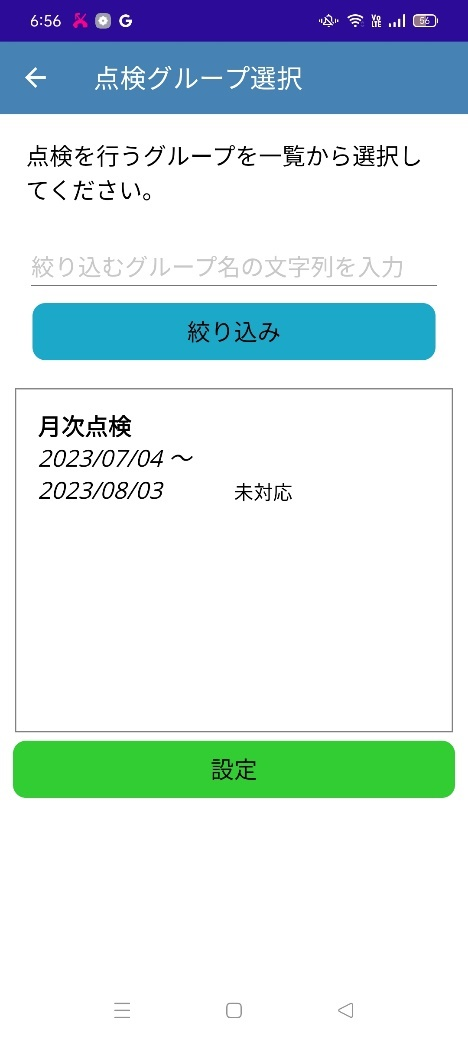 6:56
56
点検グループ選択
点検を行うグループを一覧から選択し
てください。
絞り込むグループ名の文字列を入力
絞り込み
月次点検
2023/07/04 ～
2023/08/03 未対応
設定